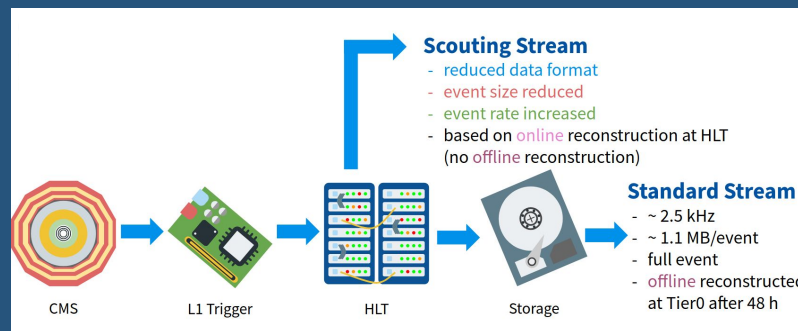 Scouting Stream
- reduced data format
- event size reduced
- event rate increased
- based on online reconstruction at HLT
(no offline reconstruction)
Standard Stream
- ~ 2.5 kHz
- ~ 1.1 MB/event
- full event
- offline reconstructed
at Tier0 after 48 h
CMS
L1 Trigger
HLT
Storage